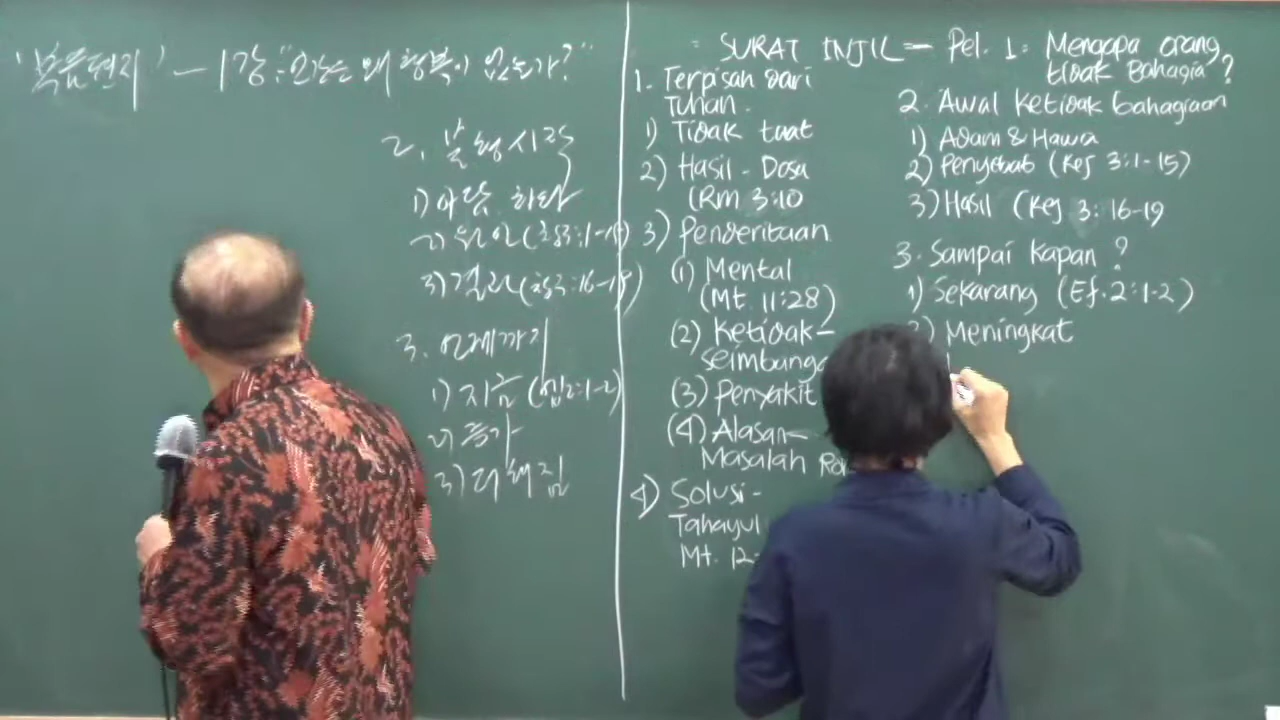 '복음편지' — 1강 : "인간은 왜 행복이 없는가?"
2. 불행시작
1) 아담, 하와
2) 원인 (창3:1-15)
3) 결과 (창3:16-19)
3. 언제까지
1) 지금 (엡2:1-2)
2) 증가
3)
SURAT INJIL — Pel. 1: Mengapa orang
tidak Bahagia?
1. Terpisah dari
Tuhan.
1) Tidak taat
2) Hasil - Dosa
(Rm 3:10
3) Penderitaan
(1) Mental
(Mt. 11:28)
(2) Ketidak-
seimbang
(3) Penyakit
(4) Alasan-
Masalah
4) Solusi-
Tahayul
Mt. 12:
2. Awal Ketidak bahagiaan
1) Adam & Hawa
2) Penyebab (Kej 3:1-15)
3) Hasil (Kej 3:16-19
3. Sampai Kapan ?
1) Sekarang (Ef. 2:1-2)
2) Meningkat